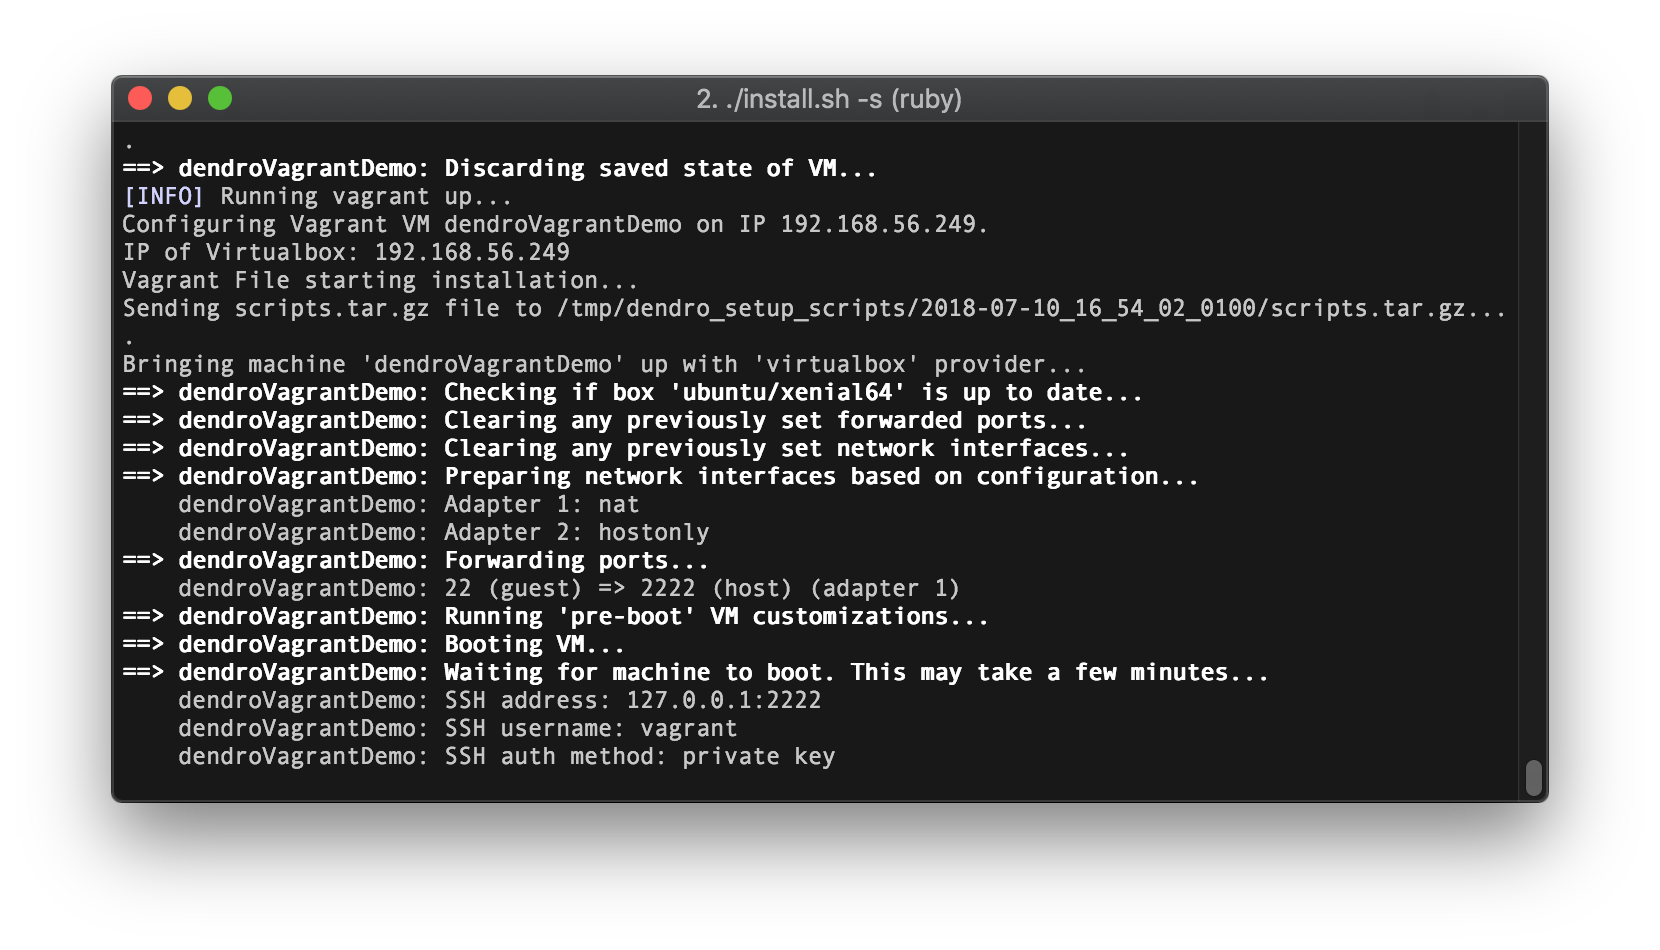 2. ./install.sh -s (ruby)
.
==> dendroVagrantDemo: Discarding saved state of VM...
[INFO] Running vagrant up...
Configuring Vagrant VM dendroVagrantDemo on IP 192.168.56.249.
IP of Virtualbox: 192.168.56.249
Vagrant File starting installation...
Sending scripts.tar.gz file to /tmp/dendro_setup_scripts/2018-07-10_16_54_02_0100/scripts.tar.gz...
.
Bringing machine 'dendroVagrantDemo' up with 'virtualbox' provider...
==> dendroVagrantDemo: Checking if box 'ubuntu/xenial64' is up to date...
==> dendroVagrantDemo: Clearing any previously set forwarded ports...
==> dendroVagrantDemo: Clearing any previously set network interfaces...
==> dendroVagrantDemo: Preparing network interfaces based on configuration...
    dendroVagrantDemo: Adapter 1: nat
    dendroVagrantDemo: Adapter 2: hostonly
==> dendroVagrantDemo: Forwarding ports...
    dendroVagrantDemo: 22 (guest) => 2222 (host) (adapter 1)
==> dendroVagrantDemo: Running 'pre-boot' VM customizations...
==> dendroVagrantDemo: Booting VM...
==> dendroVagrantDemo: Waiting for machine to boot. This may take a few minutes...
    dendroVagrantDemo: SSH address: 127.0.0.1:2222
    dendroVagrantDemo: SSH username: vagrant
    dendroVagrantDemo: SSH auth method: private key